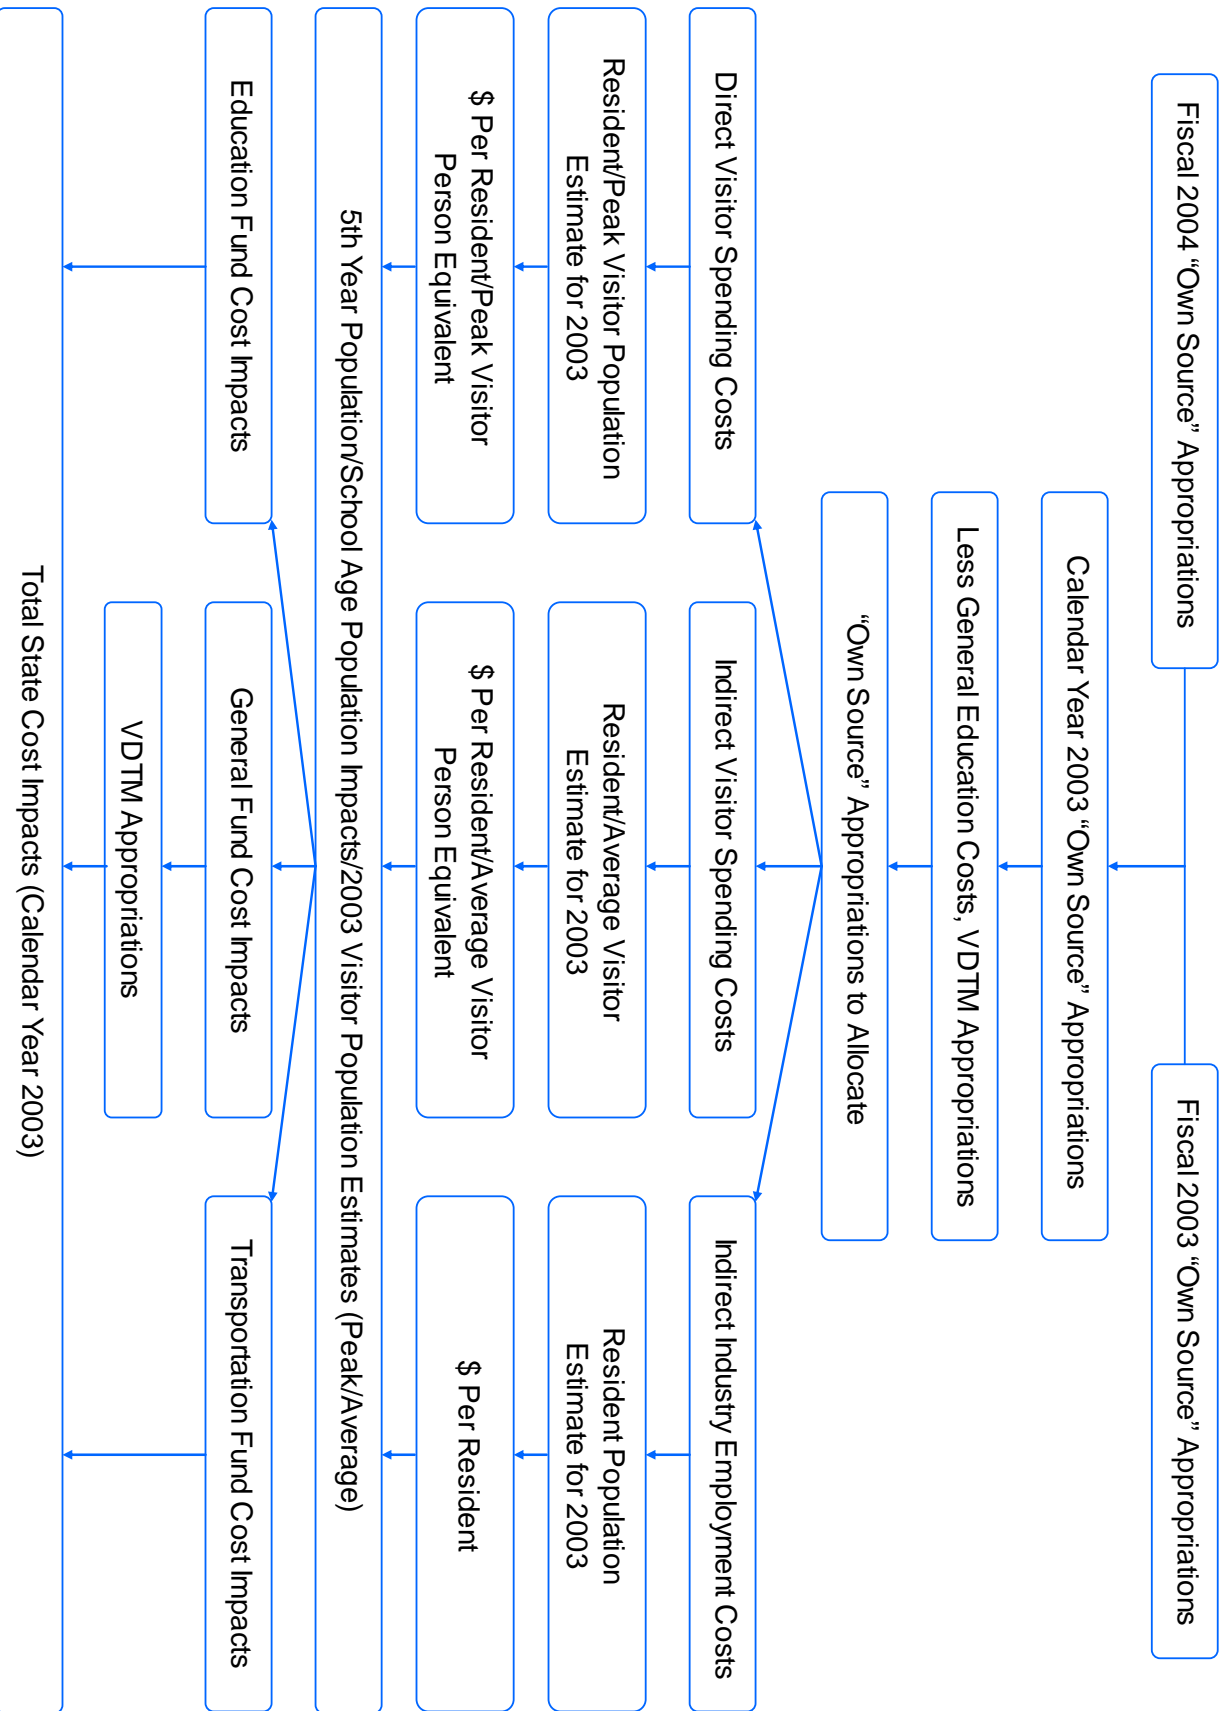 Fiscal 2004 “Own Source” Appropriations
Fiscal 2003 “Own Source” Appropriations
Calendar Year 2003 “Own Source” Appropriations
Less General Education Costs, VDTM Appropriations
“Own Source” Appropriations to Allocate
Direct Visitor Spending Costs
Indirect Visitor Spending Costs
Indirect Industry Employment Costs
Resident/Peak Visitor Population
Estimate for 2003
Resident/Average Visitor
Estimate for 2003
Resident Population
Estimate for 2003
$ Per Resident/Peak Visitor
Person Equivalent
$ Per Resident/Average Visitor
Person Equivalent
$ Per Resident
5th Year Population/School Age Population Impacts/2003 Visitor Population Estimates (Peak/Average)
Education Fund Cost Impacts
General Fund Cost Impacts
Transportation Fund Cost Impacts
VDTM Appropriations
Total State Cost Impacts (Calendar Year 2003)